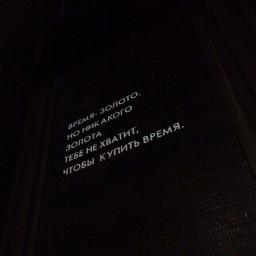 ВРЕМЯ- ЗОЛОТО.
НО НИКАКОГО
ЗОЛОТА
ТЕБЕ НЕ ХВАТИТ,
ЧТОБЫ КУПИТЬ ВРЕМЯ.